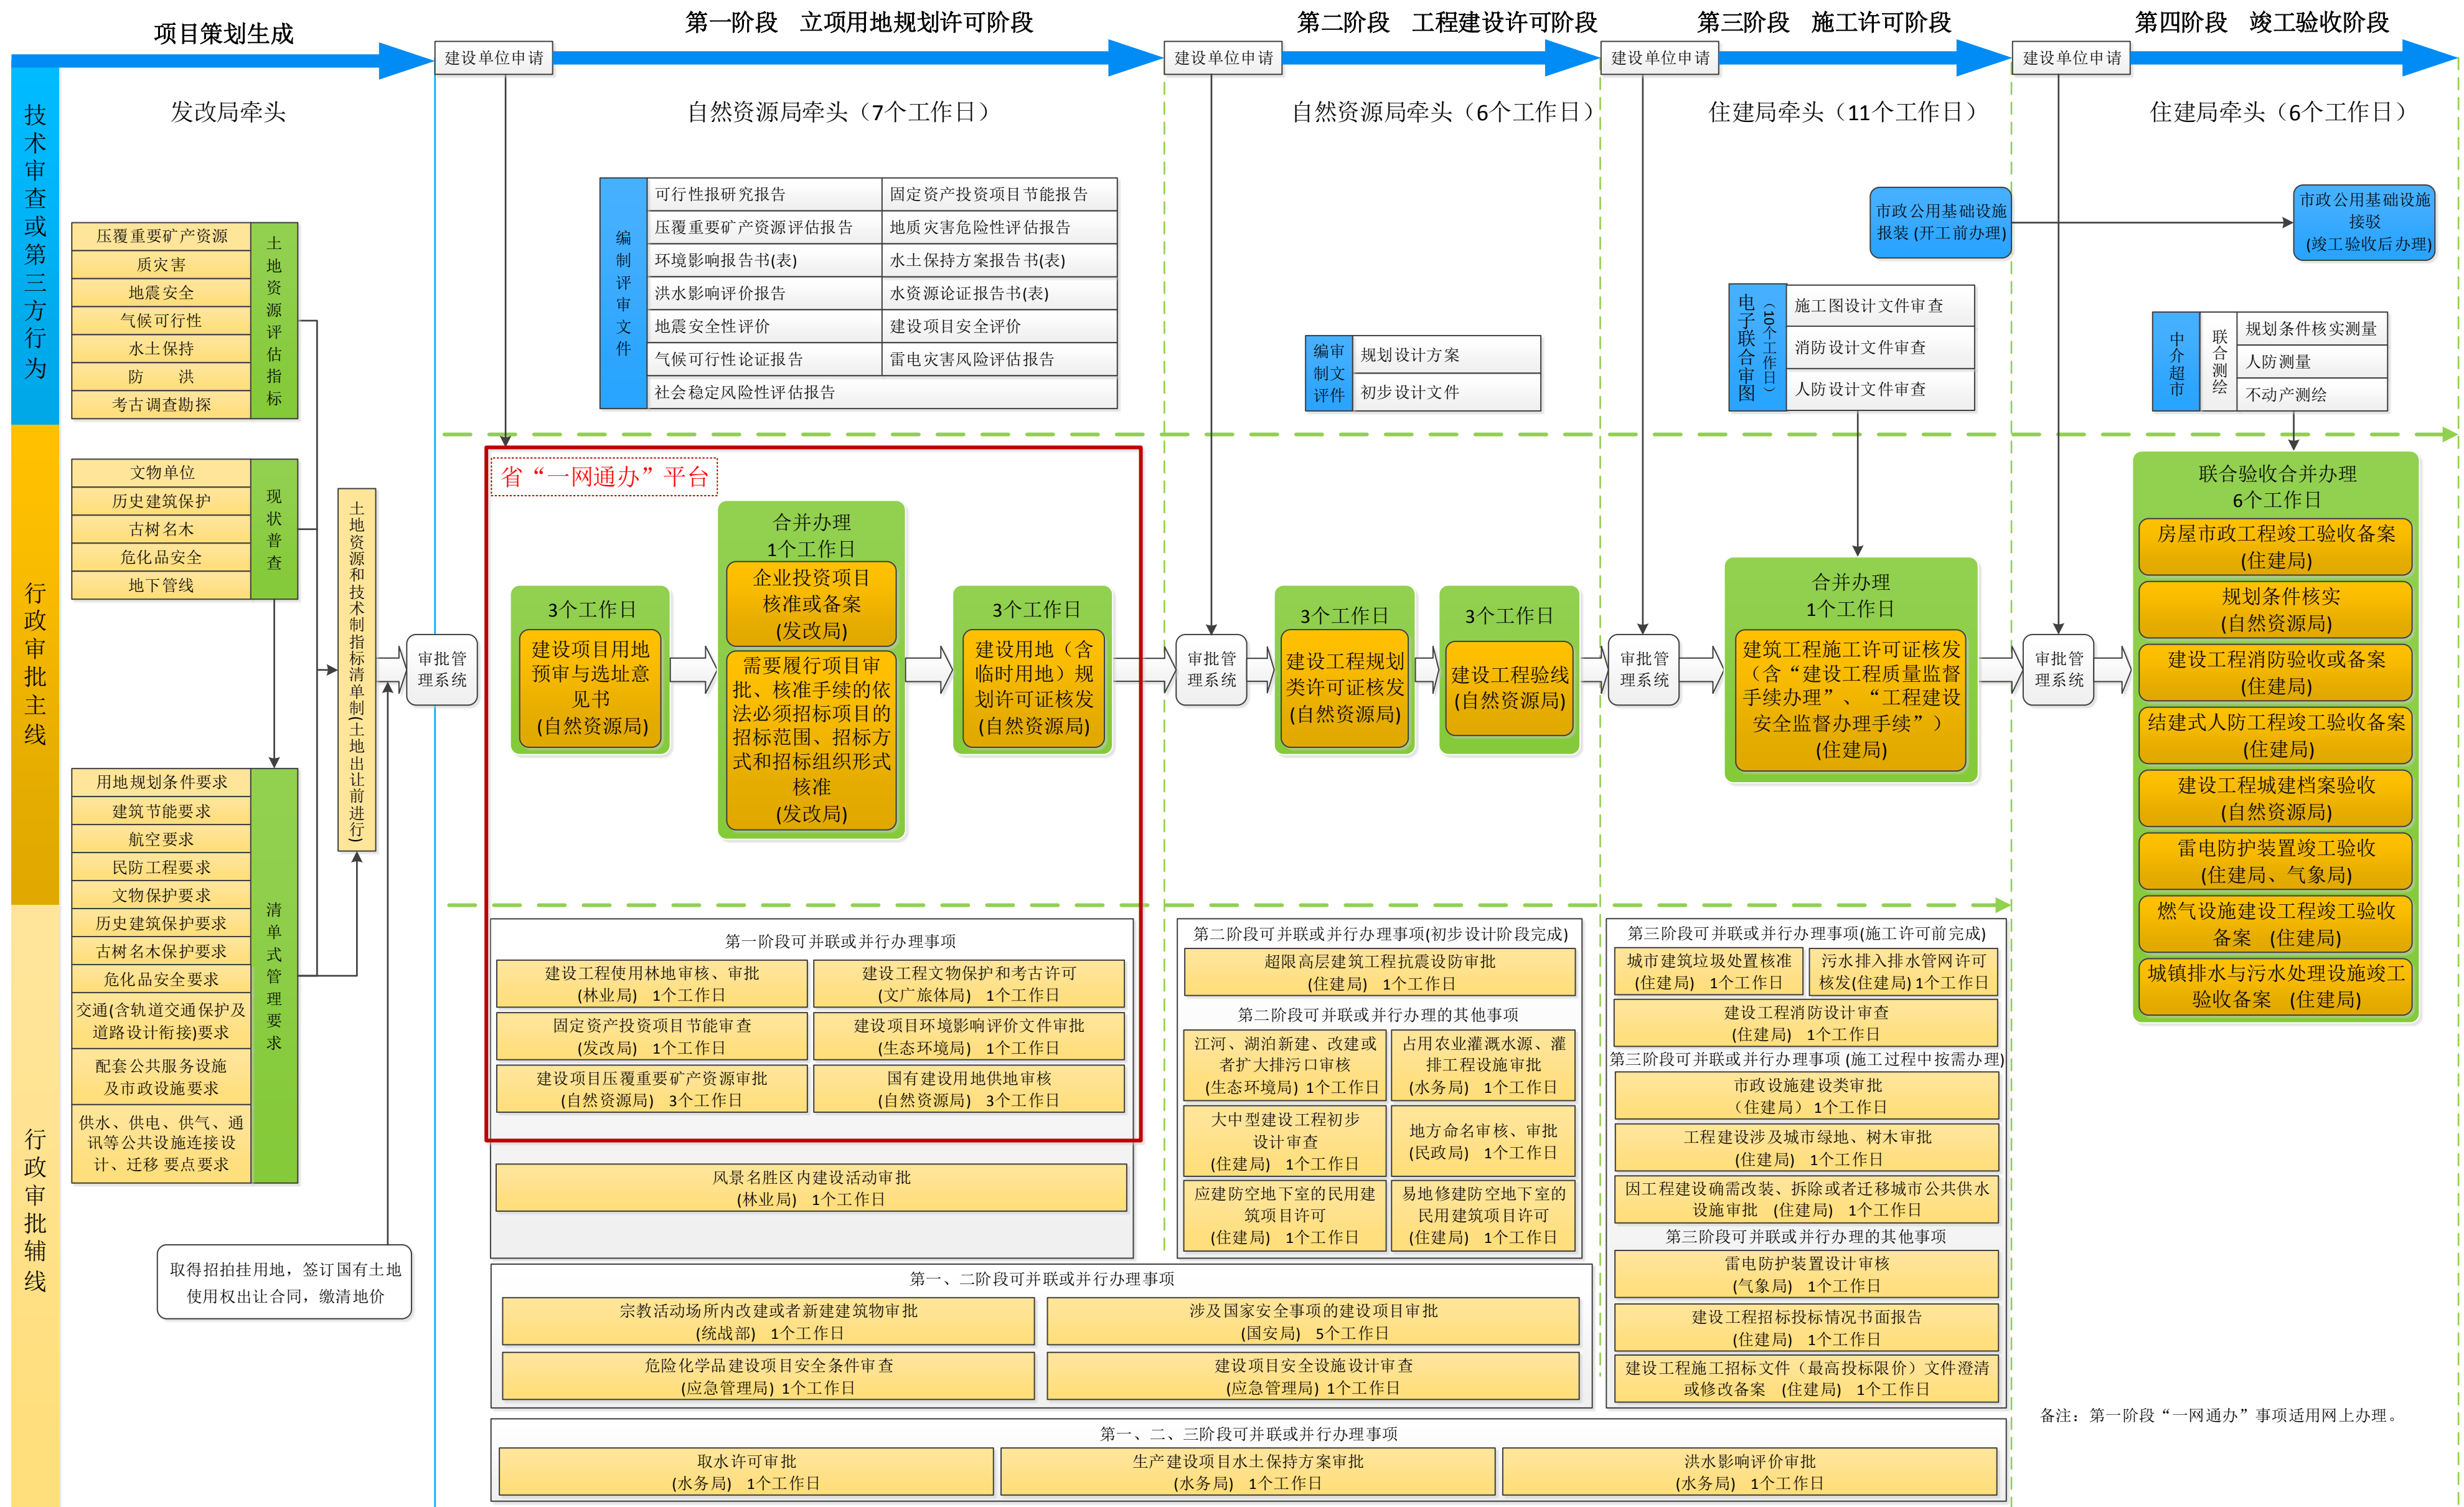 项目策划生成
第一阶段 立项用地规划许可阶段
第二阶段 工程建设许可阶段
第三阶段 施工许可阶段
第四阶段 竣工验收阶段
建设单位申请
建设单位申请
建设单位申请
建设单位申请
发改局牵头
自然资源局牵头（7个工作日）
自然资源局牵头（6个工作日）
住建局牵头（11个工作日）
住建局牵头（6个工作日）
技术审查或第三方行为
行政审批主线
行政审批辅线
压覆重要矿产资源
质灾害
地震安全
气候可行性
水土保持
防 洪
考古调查勘探
土地资源评估指标
文物单位
历史建筑保护
古树名木
危化品安全
地下管线
现状普查
用地规划条件要求
建筑节能要求
航空要求
民防工程要求
文物保护要求
历史建筑保护要求
古树名木保护要求
危化品安全要求
交通(含轨道交通保护及
道路设计衔接)要求
配套公共服务设施
及市政设施要求
供水、供电、供气、通
讯等公共设施连接设
计、迁移 要点要求
清单式管理要求
土地资源和技术制指标清单制(土地出让前进行)
取得招拍挂用地，签订国有土地
使用权出让合同，缴清地价
审批管
理系统
编制评审文件
可行性报研究报告
固定资产投资项目节能报告
压覆重要矿产资源评估报告
地质灾害危险性评估报告
环境影响报告书(表)
水土保持方案报告书(表)
洪水影响评价报告
水资源论证报告书(表)
地震安全性评价
建设项目安全评价
气候可行性论证报告
雷电灾害风险评估报告
社会稳定风险性评估报告
省“一网通办”平台
3个工作日
建设项目用地
预审与选址意
见书
(自然资源局)
合并办理
1个工作日
企业投资项目
核准或备案
(发改局)
需要履行项目审
批、核准手续的依
法必须招标项目的
招标范围、招标方
式和招标组织形式
核准
(发改局)
3个工作日
建设用地（含
临时用地）规
划许可证核发
(自然资源局)
第一阶段可并联或并行办理事项
建设工程使用林地审核、审批
(林业局) 1个工作日
建设工程文物保护和考古许可
(文广旅体局) 1个工作日
固定资产投资项目节能审查
(发改局) 1个工作日
建设项目环境影响评价文件审批
(生态环境局) 1个工作日
建设项目压覆重要矿产资源审批
(自然资源局) 3个工作日
国有建设用地供地审核
(自然资源局) 3个工作日
风景名胜区内建设活动审批
(林业局) 1个工作日
编审
制文
评件
规划设计方案
初步设计文件
审批管
理系统
3个工作日
建设工程规划
类许可证核发
(自然资源局)
3个工作日
建设工程验线
(自然资源局)
第二阶段可并联或并行办理事项(初步设计阶段完成)
超限高层建筑工程抗震设防审批
(住建局) 1个工作日
第二阶段可并联或并行办理的其他事项
江河、湖泊新建、改建或
者扩大排污口审核
(生态环境局) 1个工作日
占用农业灌溉水源、灌
排工程设施审批
(水务局) 1个工作日
大中型建设工程初步
设计审查
(住建局) 1个工作日
地方命名审核、审批
(民政局) 1个工作日
应建防空地下室的民用建
筑项目许可
(住建局) 1个工作日
易地修建防空地下室的
民用建筑项目许可
(住建局) 1个工作日
第一、二阶段可并联或并行办理事项
宗教活动场所内改建或者新建建筑物审批
(统战部) 1个工作日
涉及国家安全事项的建设项目审批
(国安局) 5个工作日
危险化学品建设项目安全条件审查
(应急管理局) 1个工作日
建设项目安全设施设计审查
(应急管理局) 1个工作日
第一、二、三阶段可并联或并行办理事项
取水许可审批
(水务局) 1个工作日
生产建设项目水土保持方案审批
(水务局) 1个工作日
洪水影响评价审批
(水务局) 1个工作日
市政公用基础设施
报装 (开工前办理)
电子联合审图
（10个工作日）
施工图设计文件审查
消防设计文件审查
人防设计文件审查
审批管
理系统
合并办理
1个工作日
建筑工程施工许可证核发
（含“建设工程质量监督
手续办理”、“工程建设
安全监督办理手续”）
(住建局)
第三阶段可并联或并行办理事项(施工许可前完成)
城市建筑垃圾处置核准
(住建局) 1个工作日
污水排入排水管网许可
核发(住建局) 1个工作日
建设工程消防设计审查
(住建局) 1个工作日
第三阶段可并联或并行办理事项 (施工过程中按需办理)
市政设施建设类审批
（住建局） 1个工作日
工程建设涉及城市绿地、树木审批
(住建局) 1个工作日
因工程建设确需改装、拆除或者迁移城市公共供水
设施审批 (住建局) 1个工作日
第三阶段可并联或并行办理的其他事项
雷电防护装置设计审核
(气象局) 1个工作日
建设工程招标投标情况书面报告
(住建局) 1个工作日
建设工程施工招标文件（最高投标限价）文件澄清
或修改备案 (住建局) 1个工作日
市政公用基础设施
接驳
(竣工验收后办理)
中介超市
联合测绘
规划条件核实测量
人防测量
不动产测绘
审批管
理系统
联合验收合并办理
6个工作日
房屋市政工程竣工验收备案
(住建局)
规划条件核实
(自然资源局)
建设工程消防验收或备案
(住建局)
结建式人防工程竣工验收备案
(住建局)
建设工程城建档案验收
(自然资源局)
雷电防护装置竣工验收
(住建局、气象局)
燃气设施建设工程竣工验收
备案 (住建局)
城镇排水与污水处理设施竣工
验收备案 (住建局)
备注：第一阶段“一网通办”事项适用网上办理。